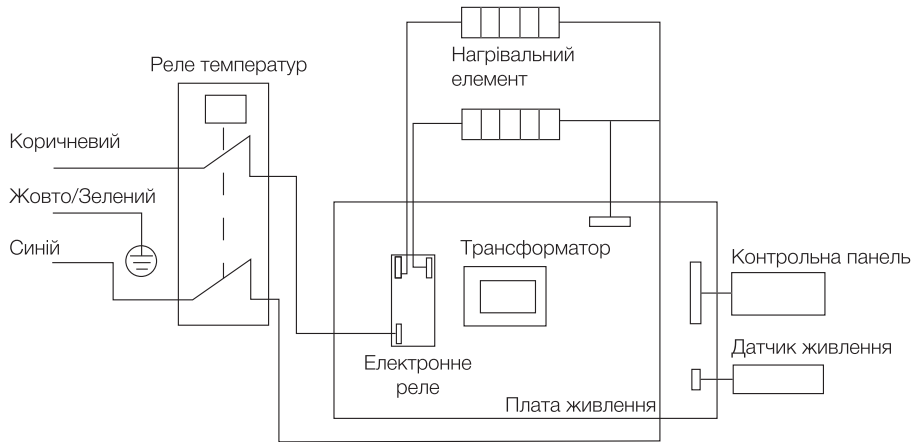 Нагрівальний
елемент
Реле температур
Коричневий
Жовто/Зелений
Синій
Трансформатор
Контрольна панель
Датчик живлення
Електронне
реле
Плата живлення